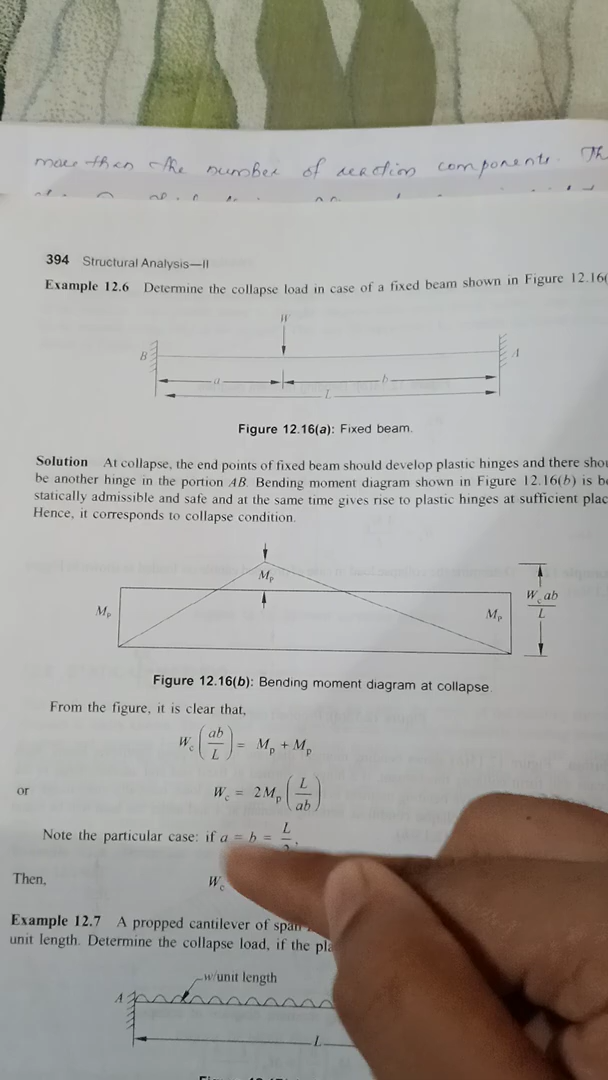 more than the number of reaction components. Th
394 Structural Analysis—II
Example 12.6 Determine the collapse load in case of a fixed beam shown in Figure 12.16(
W
B
A
a
b
L
Figure 12.16(a): Fixed beam.
Solution At collapse, the end points of fixed beam should develop plastic hinges and there shou
be another hinge in the portion AB. Bending moment diagram shown in Figure 12.16(b) is b
statically admissible and safe and at the same time gives rise to plastic hinges at sufficient plac
Hence, it corresponds to collapse condition.
Mp
Mp
Mp
Wc ab / L
Figure 12.16(b): Bending moment diagram at collapse.
From the figure, it is clear that,
Wc (ab / L) = Mp + Mp
or Wc = 2Mp (L / ab)
Note the particular case: if a = b = L
Then, Wc
Example 12.7 A propped cantilever of span
unit length. Determine the collapse load, if the pla
w/unit length
A
L